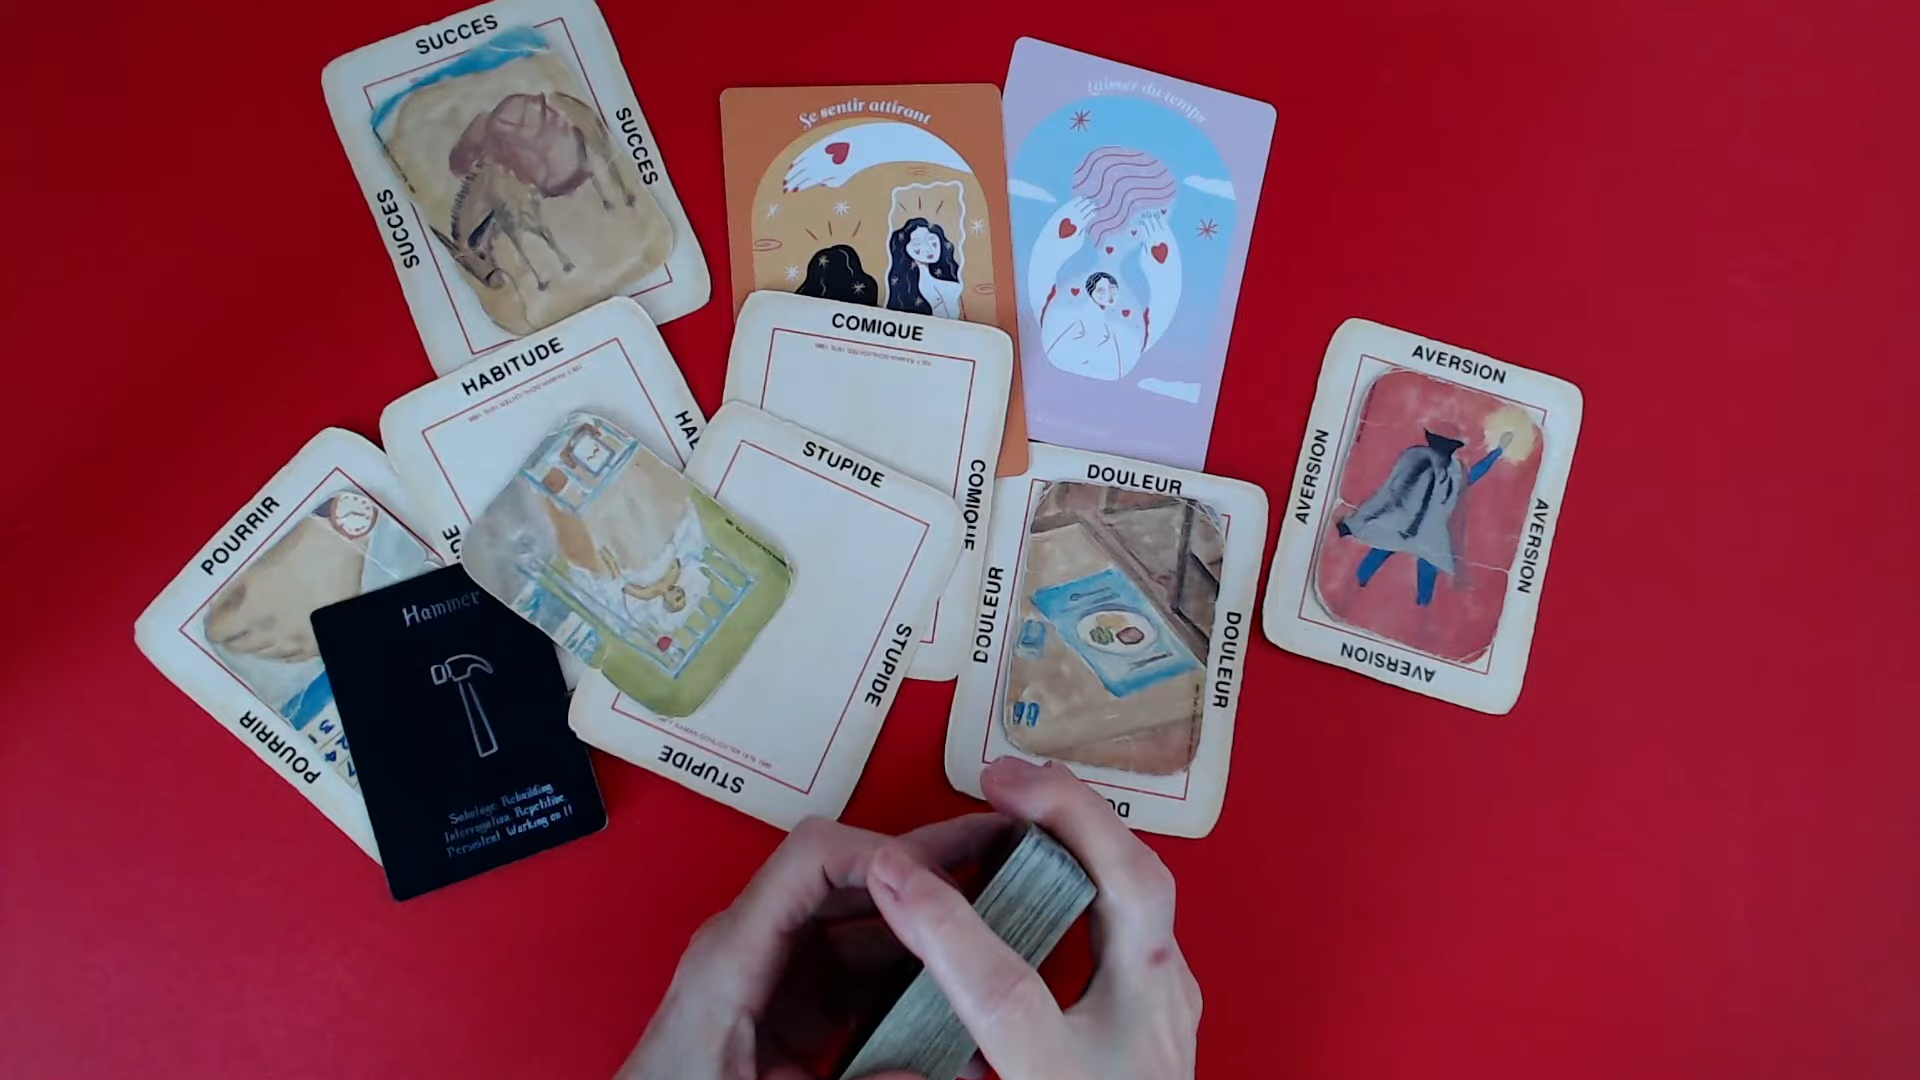 SUCCES
SUCCES
SUCCES
Se sentir attirant
Laisser du temps
HABITUDE
COMIQUE
COMIQUE
STUPIDE
STUPIDE
STUPIDE
POURRIR
POURRIR
Hammer
Sabotage Rebuilding
Interrogation Repetitive
Persistent Working on It
DOULEUR
DOULEUR
DOULEUR
AVERSION
AVERSION
AVERSION
AVERSION